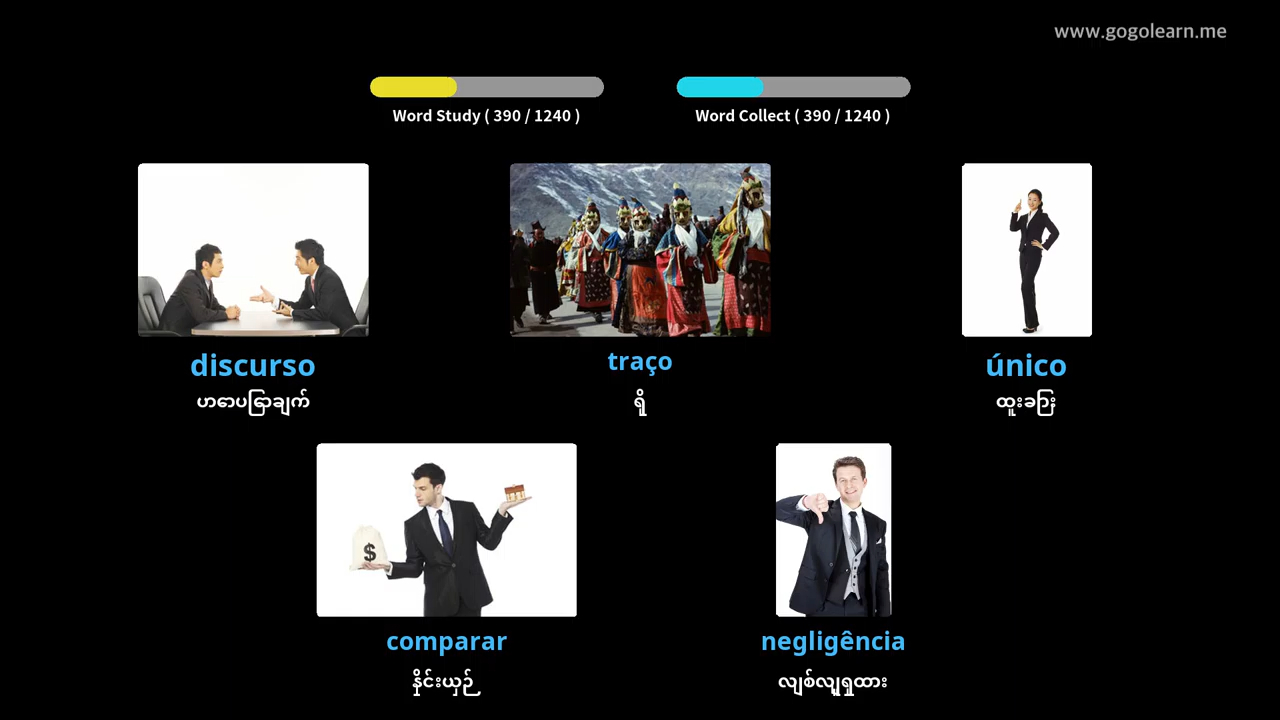 www.gogolearn.me
Word Study ( 390 / 1240 )
Word Collect ( 390 / 1240 )
discurso
traço
único
ဟောပြောချက်
ရှိ
ထူးခြား
$
comparar
negligência
နှိုင်းယှဉ်
လျစ်လျူရှုထား